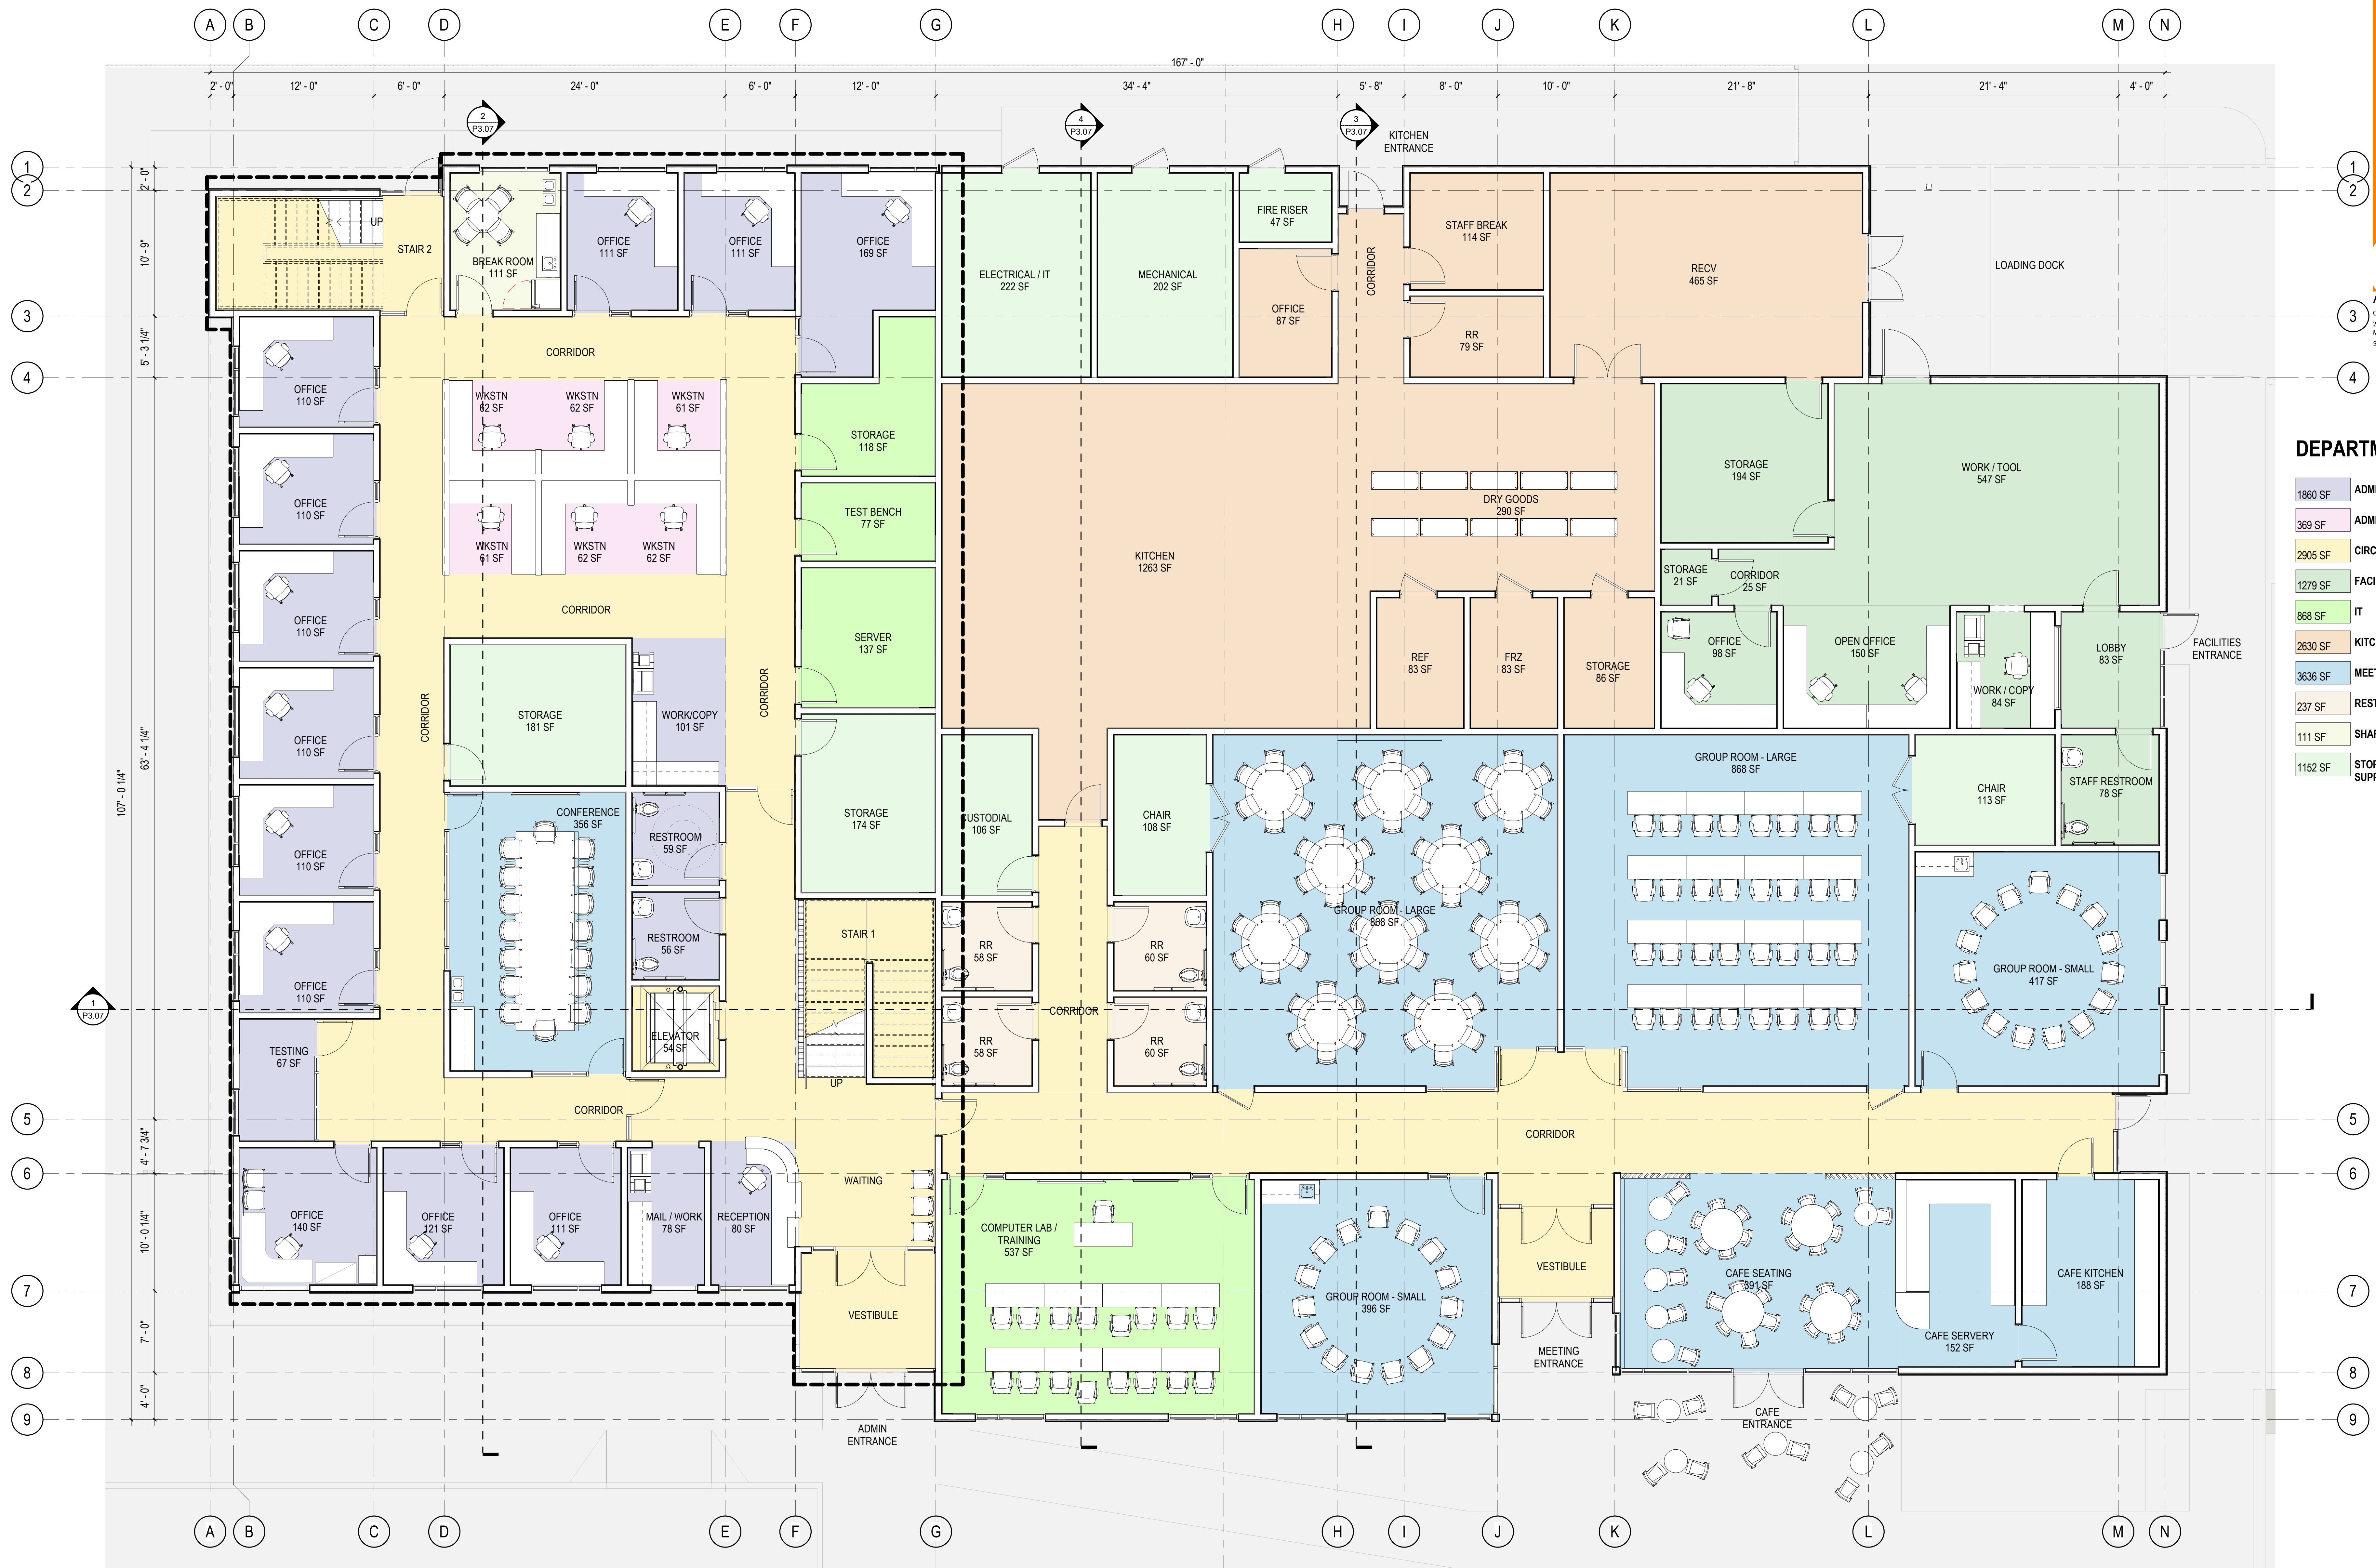 A B C D E F G H I J K L M N
167' - 0"
2' - 0" 12' - 0" 6' - 0" 24' - 0" 6' - 0" 12' - 0" 34' - 4" 5' - 8" 8' - 0" 10' - 0" 21' - 8" 21' - 4" 4' - 0"
2
P3.07
4
P3.07
3
P3.07
KITCHEN
ENTRANCE
1
2
3
4
5
6
7
8
9
107' - 0 1/4"
2' - 0"
10' - 9"
5' - 3 1/4"
63' - 4 1/4"
4' - 7 3/4"
10' - 0 1/4"
7' - 0"
4' - 0"
1
P3.07
UP
STAIR 2
BREAK ROOM
111 SF
OFFICE
111 SF
OFFICE
111 SF
OFFICE
169 SF
ELECTRICAL / IT
222 SF
MECHANICAL
202 SF
FIRE RISER
47 SF
OFFICE
87 SF
CORRIDOR
STAFF BREAK
114 SF
RR
79 SF
RECV
465 SF
LOADING DOCK
CORRIDOR
OFFICE
110 SF
OFFICE
110 SF
OFFICE
110 SF
OFFICE
110 SF
OFFICE
110 SF
OFFICE
110 SF
WKSTN
62 SF
WKSTN
62 SF
WKSTN
61 SF
WKSTN
61 SF
WKSTN
62 SF
WKSTN
62 SF
STORAGE
118 SF
TEST BENCH
77 SF
SERVER
137 SF
CORRIDOR
CORRIDOR
CORRIDOR
STORAGE
181 SF
WORK/COPY
101 SF
STORAGE
174 SF
CONFERENCE
356 SF
RESTROOM
59 SF
RESTROOM
56 SF
ELEVATOR
54 SF
STAIR 1
UP
TESTING
67 SF
CORRIDOR
OFFICE
140 SF
OFFICE
121 SF
OFFICE
111 SF
MAIL / WORK
78 SF
RECEPTION
80 SF
WAITING
VESTIBULE
ADMIN
ENTRANCE
KITCHEN
1263 SF
DRY GOODS
290 SF
REF
83 SF
FRZ
83 SF
STORAGE
86 SF
STORAGE
194 SF
WORK / TOOL
547 SF
STORAGE
21 SF
CORRIDOR
25 SF
OFFICE
98 SF
OPEN OFFICE
150 SF
WORK / COPY
84 SF
LOBBY
83 SF
FACILITIES
ENTRANCE
CUSTODIAL
106 SF
CHAIR
108 SF
RR
58 SF
RR
60 SF
RR
58 SF
RR
60 SF
CORRIDOR
GROUP ROOM - LARGE
868 SF
GROUP ROOM - LARGE
868 SF
CHAIR
113 SF
STAFF RESTROOM
78 SF
GROUP ROOM - SMALL
417 SF
CORRIDOR
COMPUTER LAB /
TRAINING
537 SF
GROUP ROOM - SMALL
396 SF
VESTIBULE
MEETING
ENTRANCE
CAFE SEATING
391 SF
CAFE SERVERY
152 SF
CAFE KITCHEN
188 SF
CAFE
ENTRANCE
1
2
3
4
5
6
7
8
9
DEPARTM
1860 SF ADMI
369 SF ADMI
2905 SF CIRC
1279 SF FACI
868 SF IT
2630 SF KITC
3636 SF MEE
237 SF REST
111 SF SHAR
1152 SF STOR
SUPP
A B C D E F G H I J K L M N